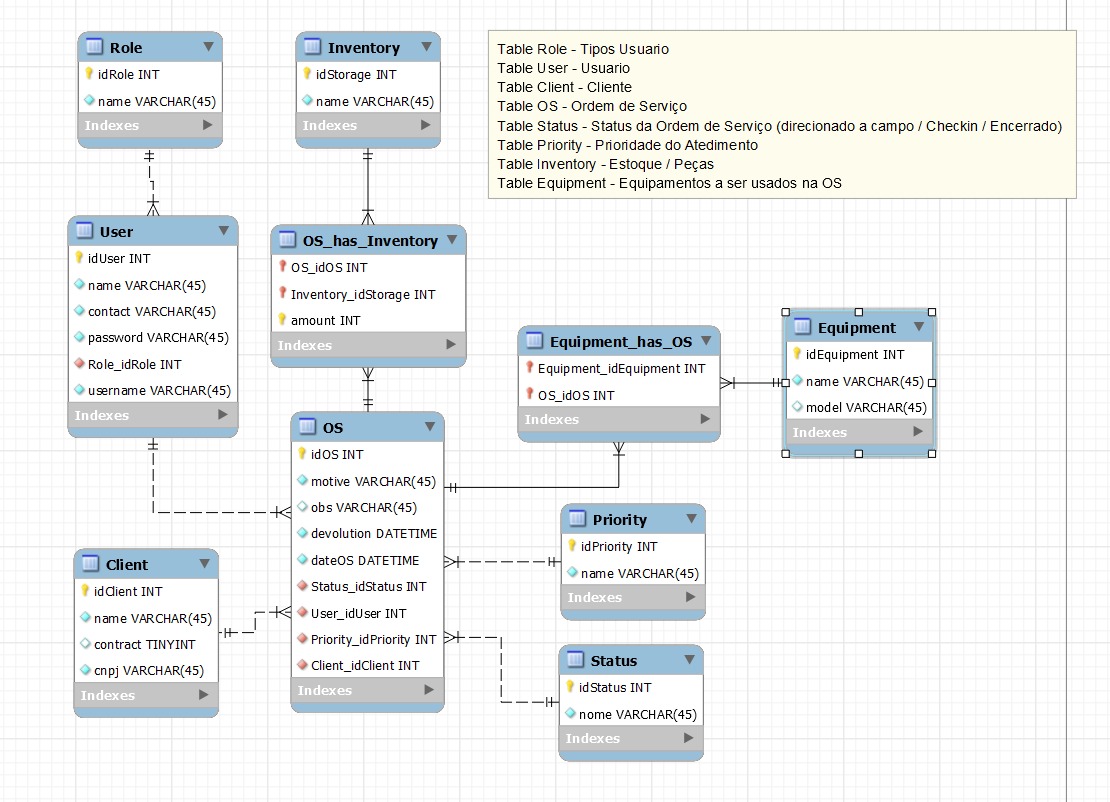 Role
idRole INT
name VARCHAR(45)
Indexes
Inventory
idStorage INT
name VARCHAR(45)
Indexes
Table Role - Tipos Usuario
Table User - Usuario
Table Client - Cliente
Table OS - Ordem de Serviço
Table Status - Status da Ordem de Serviço (direcionado a campo / Checkin / Encerrado)
Table Priority - Prioridade do Atedimento
Table Inventory - Estoque / Peças
Table Equipment - Equipamentos a ser usados na OS
User
idUser INT
name VARCHAR(45)
contact VARCHAR(45)
password VARCHAR(45)
Role_idRole INT
username VARCHAR(45)
Indexes
OS_has_Inventory
OS_idOS INT
Inventory_idStorage INT
amount INT
Indexes
Equipment_has_OS
Equipment_idEquipment INT
OS_idOS INT
Indexes
Equipment
idEquipment INT
name VARCHAR(45)
model VARCHAR(45)
Indexes
OS
idOS INT
motive VARCHAR(45)
obs VARCHAR(45)
devolution DATETIME
dateOS DATETIME
Status_idStatus INT
User_idUser INT
Priority_idPriority INT
Client_idClient INT
Indexes
Priority
idPriority INT
name VARCHAR(45)
Indexes
Client
idClient INT
name VARCHAR(45)
contract TINYINT
cnpj VARCHAR(45)
Indexes
Status
idStatus INT
nome VARCHAR(45)
Indexes